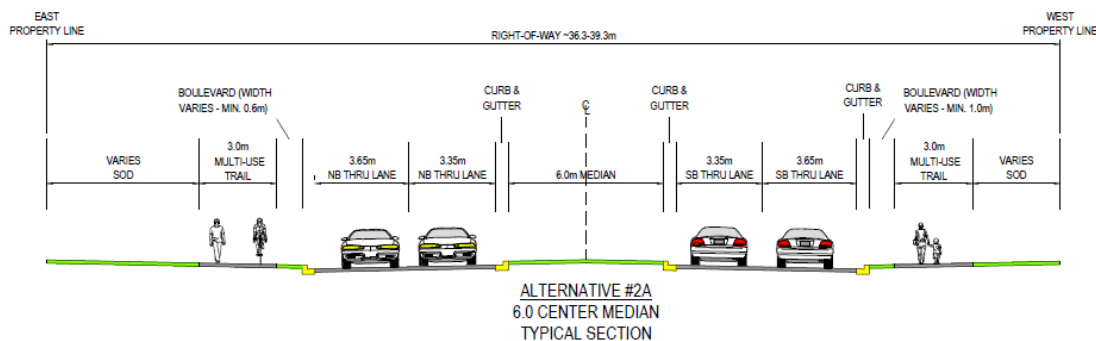 EAST
PROPERTY LINE
WEST
PROPERTY LINE
RIGHT-OF-WAY ~36.3-39.3m
BOULEVARD (WIDTH
VARIES - MIN. 0.6m)
CURB &
GUTTER
℄
CURB &
GUTTER
CURB &
GUTTER
BOULEVARD (WIDTH
VARIES - MIN. 1.0m)
VARIES
SOD
3.0m
MULTI-USE
TRAIL
3.65m
NB THRU LANE
3.35m
NB THRU LANE
6.0m MEDIAN
3.35m
SB THRU LANE
3.65m
SB THRU LANE
3.0m
MULTI-USE
TRAIL
VARIES
SOD
ALTERNATIVE #2A
6.0 CENTER MEDIAN
TYPICAL SECTION